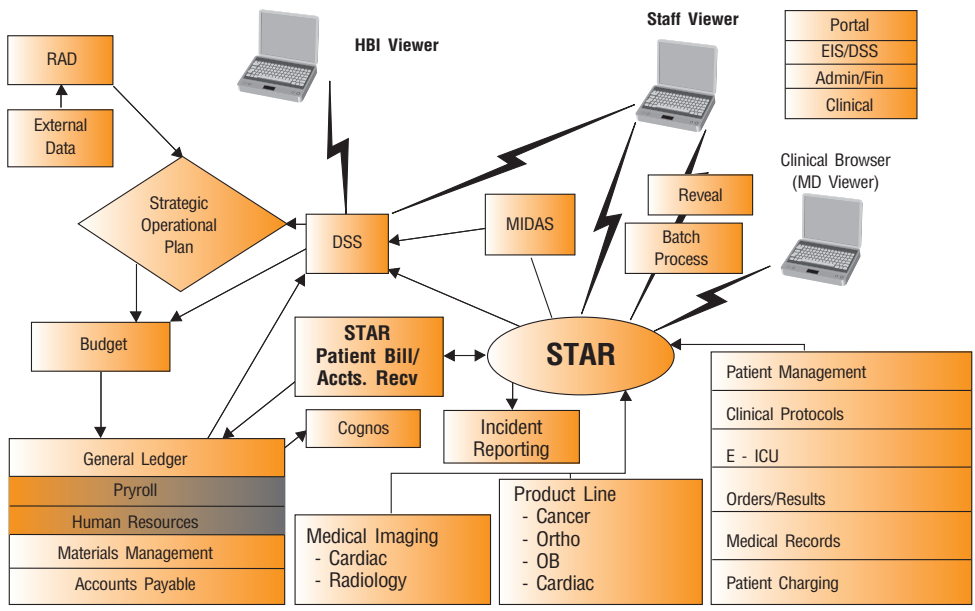 HBI Viewer
Staff Viewer
Portal
EIS/DSS
Admin/Fin
Clinical
RAD
External
Data
Clinical Browser
(MD Viewer)
Strategic
Operational
Plan
DSS
MIDAS
Reveal
Batch
Process
Budget
STAR
Patient Bill/
Accts. Recv
STAR
Cognos
Incident
Reporting
General Ledger
Pryroll
Human Resources
Materials Management
Accounts Payable
Medical Imaging
- Cardiac
- Radiology
Product Line
- Cancer
- Ortho
- OB
- Cardiac
Patient Management
Clinical Protocols
E - ICU
Orders/Results
Medical Records
Patient Charging